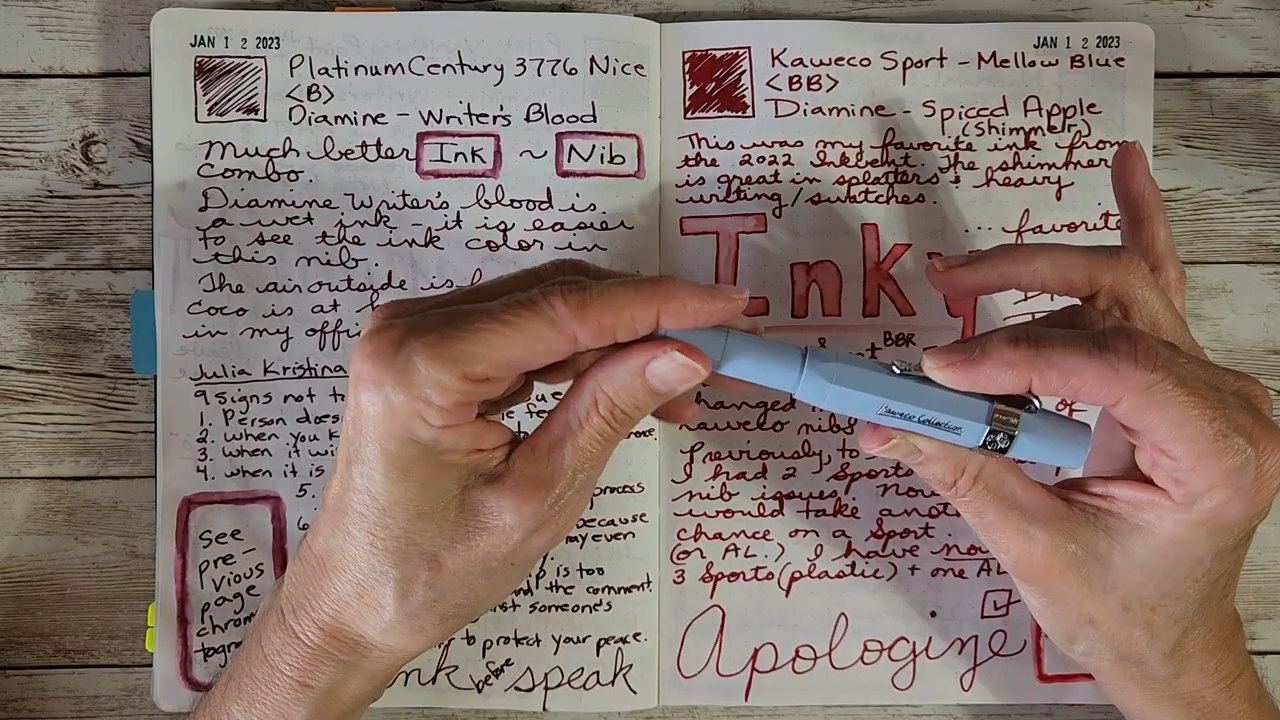 JAN 1 2 2023
Platinum Century 3776 Nice
<B>
Diamine - Writer's Blood
Much better Ink ~ Nib
combo.
Diamine Writer's blood is
a wet ink - it is easier
to see the ink color in
this nib.
The air outside is
coco is at
in my offi
Julia Kristina
9 signs not t
1. Person does
2. when you k
3. when it wi
4. when it is
5.
6.
process
because
may even
is too
the comment.
someone's
to protect your peace.
See
pre-
vious
page
chrom
togra
before speak
JAN 1 2 2023
Kaweco Sport - Mellow Blue
<BB>
Diamine - Spiced Apple
(Shimmer)
This was my favorite ink from
the 2022 Inkvent. The shimmer
is great in splatters & heavy
writing/swatches.
Inky
... favorite
BBR
of
hanged
Kaweco nibs
Previously, to
I had 2 Sports
nib issues. Now
would take anot
chance on a Sport.
(or AL.) I have now
3 Sports (plastic) + one AL
Apologize
Kaweco Collection